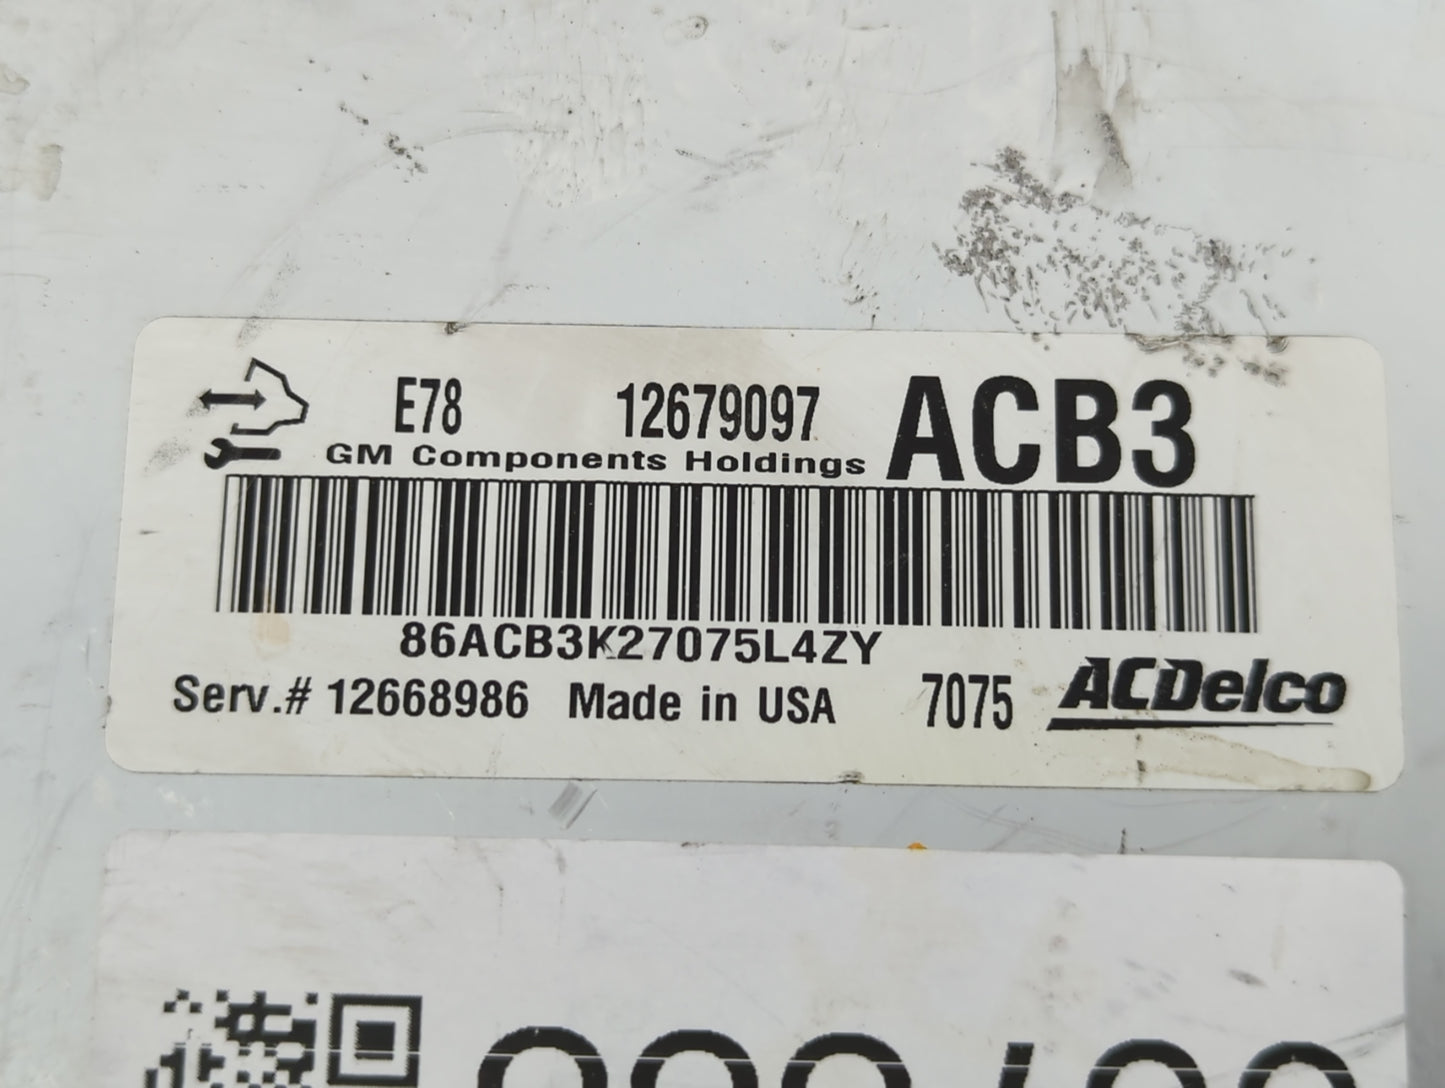 E78 12679097 ACB3
GM Components Holdings
86ACB3K27075L4ZY
Serv.# 12668986 Made in USA 7075 ACDelco